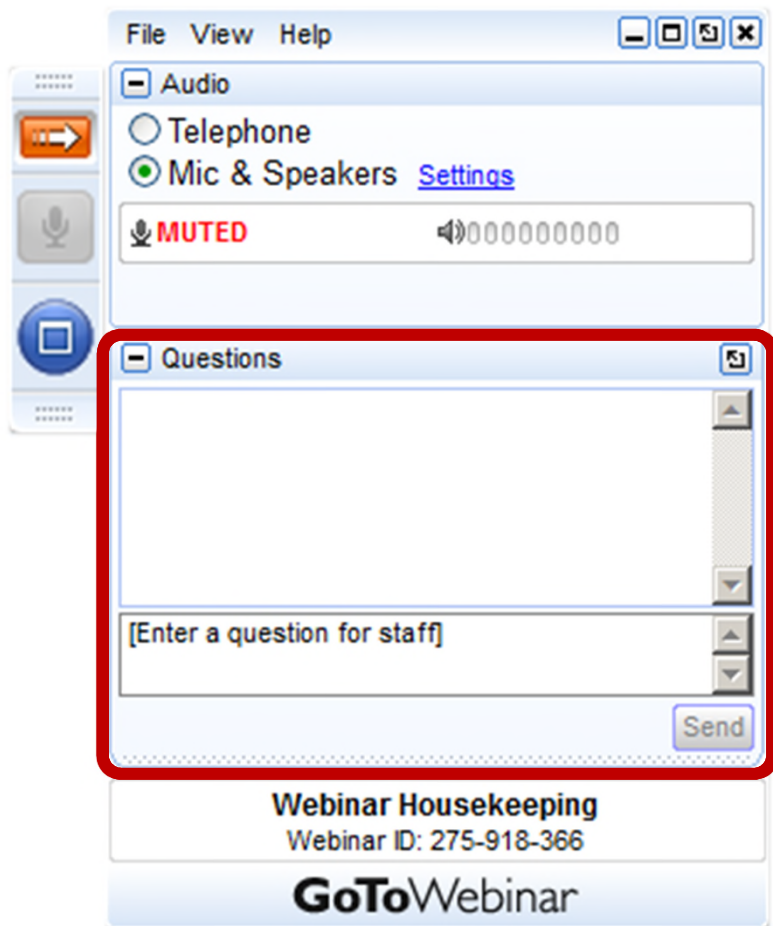 File View Help
Audio
Telephone
Mic & Speakers Settings
MUTED
Questions
[Enter a question for staff]
Send
Webinar Housekeeping
Webinar ID: 275-918-366
GoToWebinar